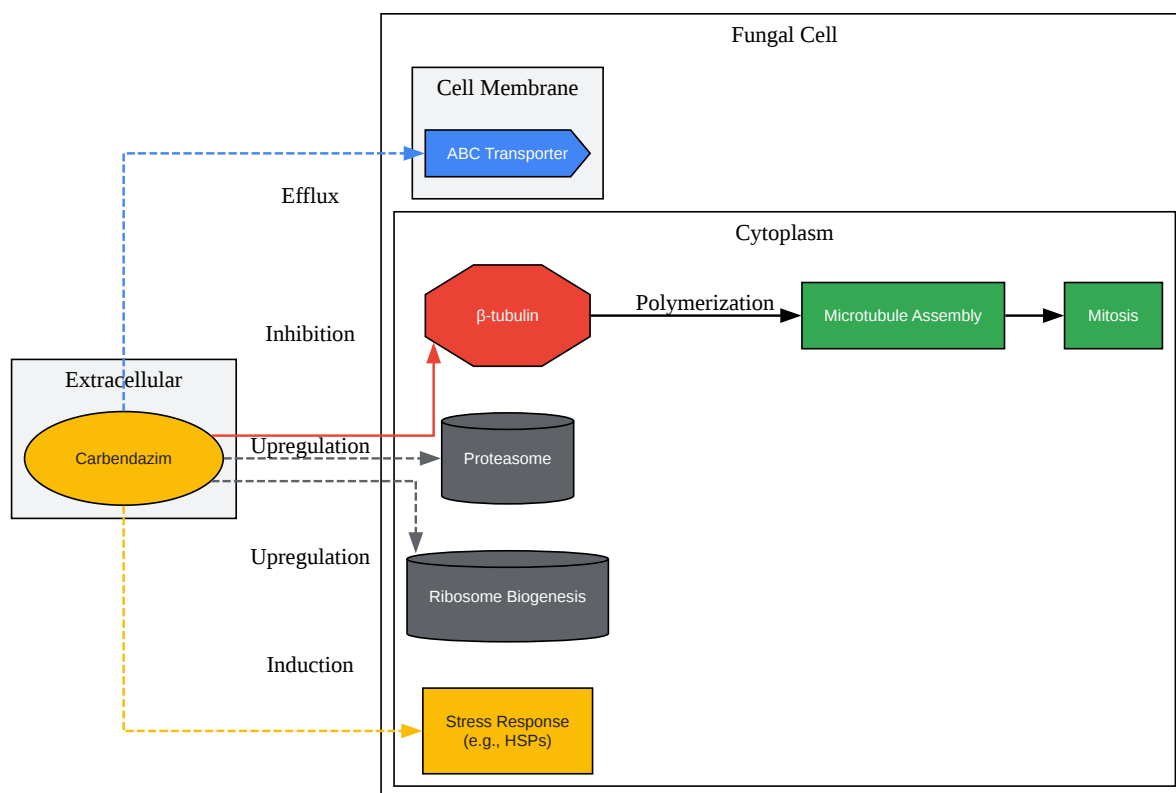 Fungal Cell
Cell Membrane
ABC Transporter
Efflux
Cytoplasm
β-tubulin
Polymerization
Microtubule Assembly
Mitosis
Inhibition
Extracellular
Carbendazim
Upregulation
Proteasome
Upregulation
Ribosome Biogenesis
Induction
Stress Response
(e.g., HSPs)